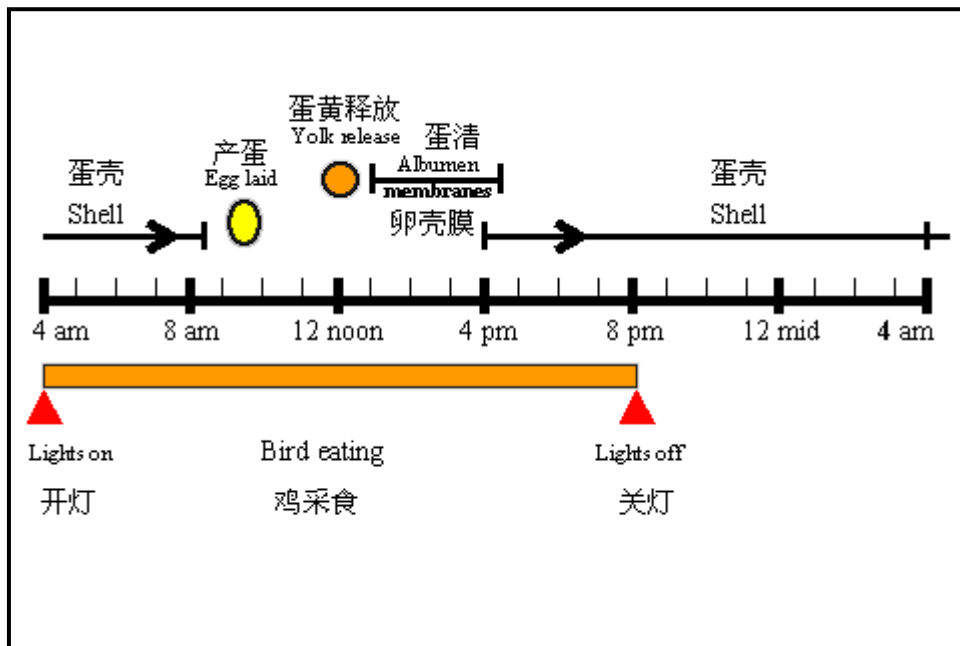 蛋黄释放
Yolk release
蛋清
Albumen
membranes
卵壳膜
产蛋
Egg laid
蛋壳
Shell
蛋壳
Shell
4 am
8 am
12 noon
4 pm
8 pm
12 mid
4 am
Lights on
Bird eating
Lights off
开灯
鸡采食
关灯